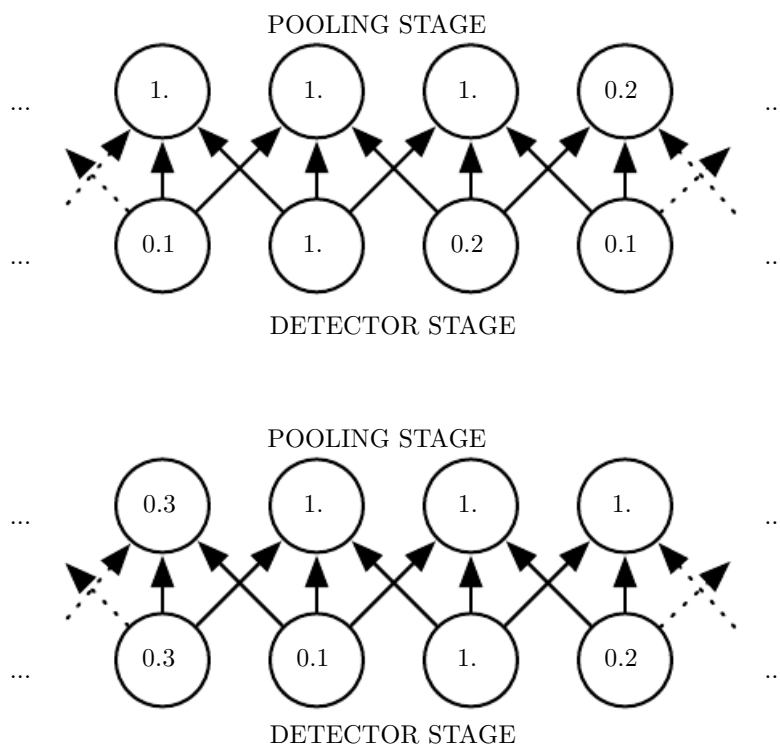 POOLING STAGE
... 1. 1. 1. 0.2 ..
... 0.1 1. 0.2 0.1 ..
DETECTOR STAGE
POOLING STAGE
... 0.3 1. 1. 1. ..
... 0.3 0.1 1. 0.2 ..
DETECTOR STAGE